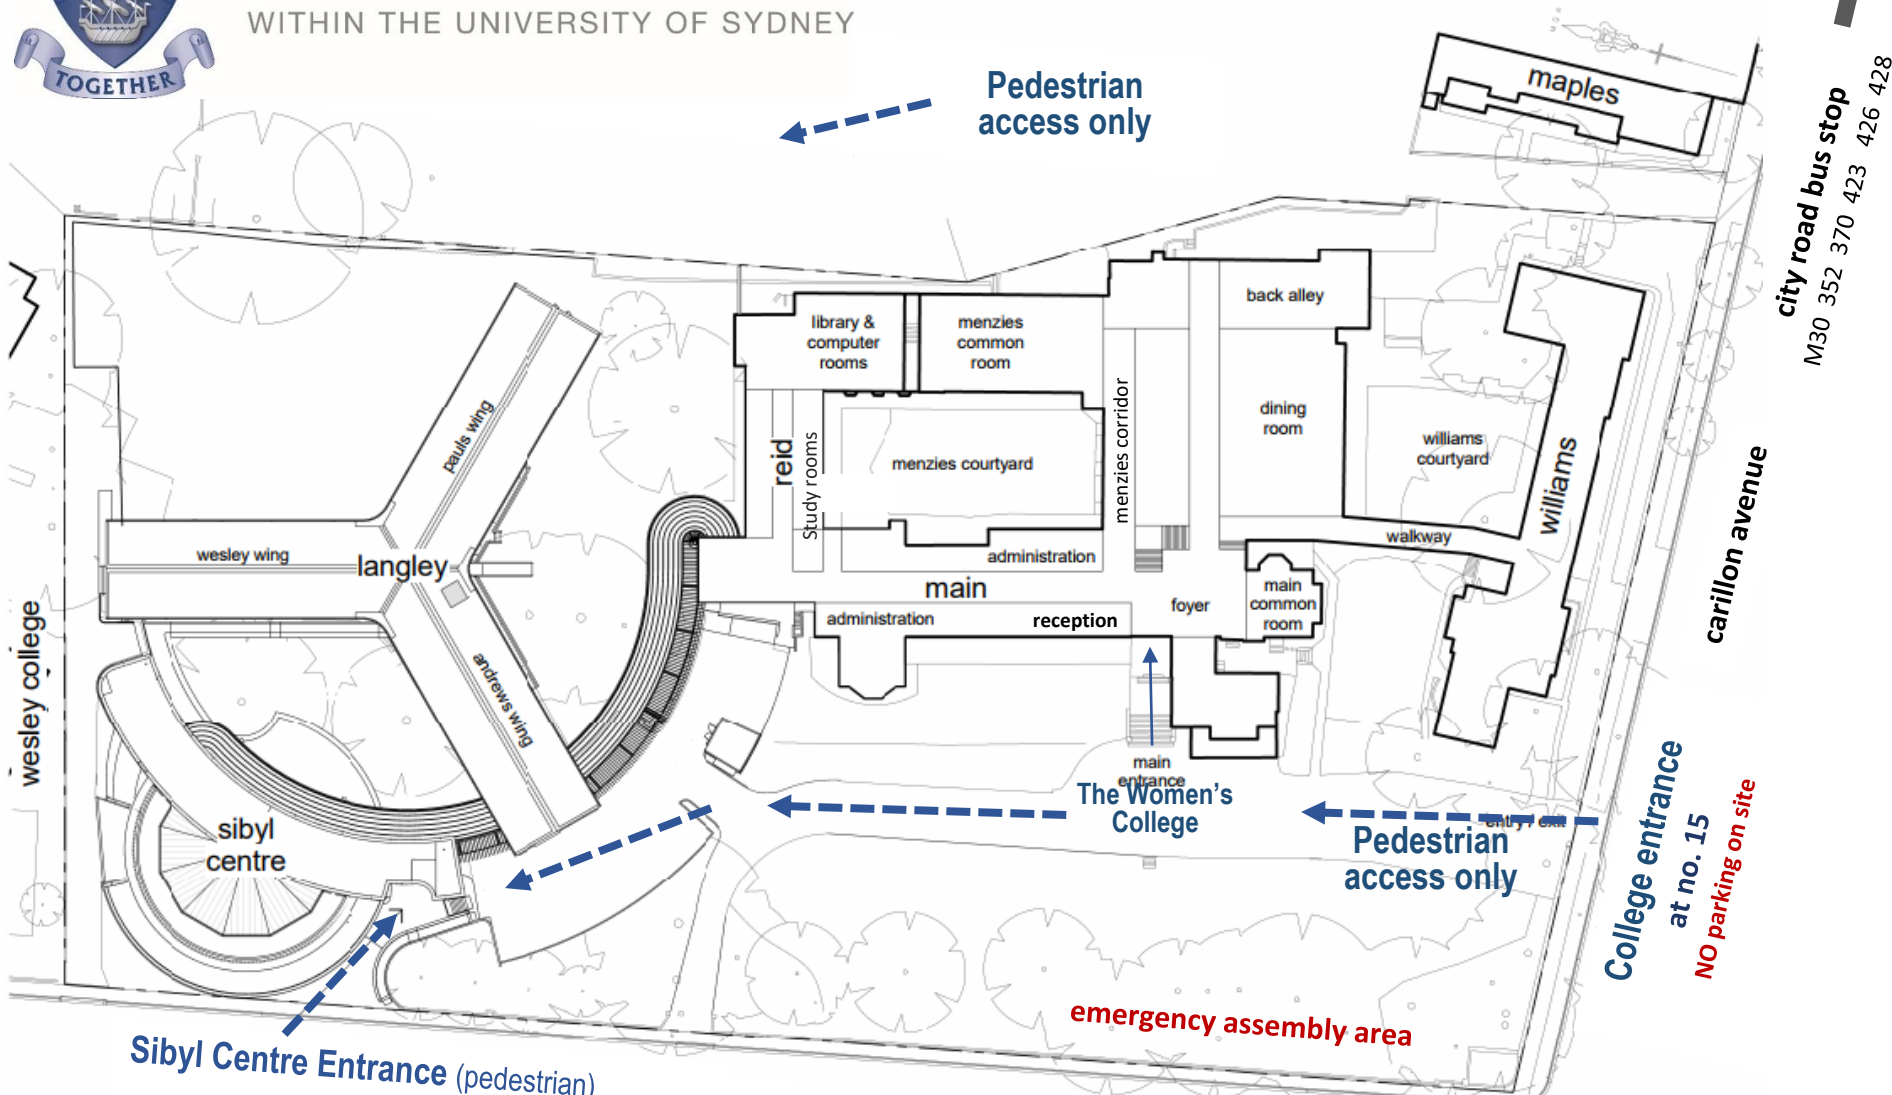 WITHIN THE UNIVERSITY OF SYDNEY
TOGETHER
Pedestrian
access only
maples
city road bus stop
M30 352 370 423 426 428
back alley
library &
computer
rooms
menzies
common
room
menzies corridor
dining
room
pauls wing
reid
Study rooms
menzies courtyard
williams
courtyard
williams
carillon avenue
walkway
wesley wing
langley
administration
main
main
common
room
foyer
administration
reception
wesley college
andrews wing
main
entrance
The Women's
College
entry / exit
Pedestrian
access only
College entrance
at no. 15
NO parking on site
sibyl
centre
emergency assembly area
Sibyl Centre Entrance (pedestrian)